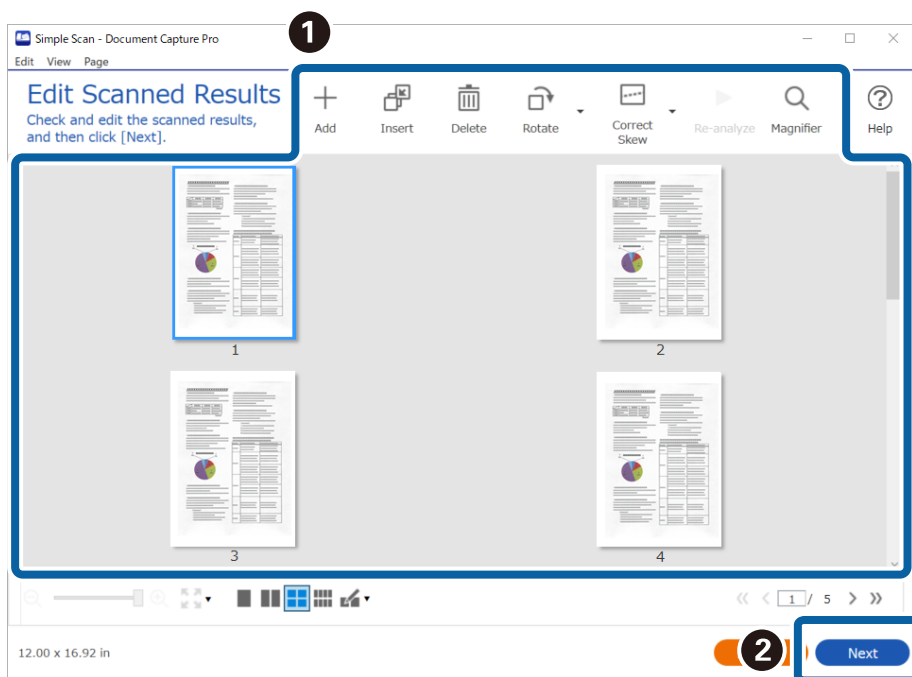 1
Simple Scan - Document Capture Pro
Edit View Page
Edit Scanned Results
Check and edit the scanned results,
and then click [Next].
Add
Insert
Delete
Rotate
Correct
Skew
Re-analyze
Magnifier
Help
1
2
3
4
1 / 5
12.00 x 16.92 in
2
Next